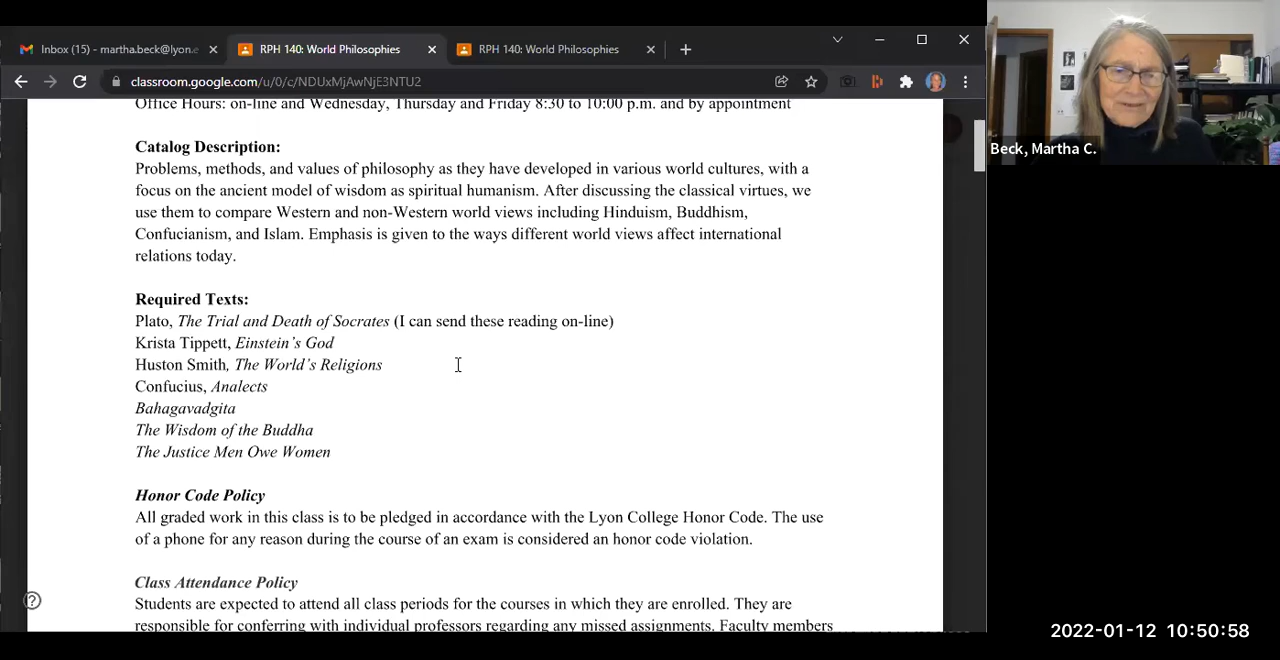 Inbox (15) - martha.beck@lyon.e
RPH 140: World Philosophies
RPH 140: World Philosophies
classroom.google.com/u/0/c/NDUxMjAwNjE3NTU2
Office Hours: on-line and Wednesday, Thursday and Friday 8:30 to 10:00 p.m. and by appointment
Catalog Description:
Problems, methods, and values of philosophy as they have developed in various world cultures, with a
focus on the ancient model of wisdom as spiritual humanism. After discussing the classical virtues, we
use them to compare Western and non-Western world views including Hinduism, Buddhism,
Confucianism, and Islam. Emphasis is given to the ways different world views affect international
relations today.
Required Texts:
Plato, The Trial and Death of Socrates (I can send these reading on-line)
Krista Tippett, Einstein's God
Huston Smith, The World's Religions
Confucius, Analects
Bahagavadgita
The Wisdom of the Buddha
The Justice Men Owe Women
Honor Code Policy
All graded work in this class is to be pledged in accordance with the Lyon College Honor Code. The use
of a phone for any reason during the course of an exam is considered an honor code violation.
Class Attendance Policy
Students are expected to attend all class periods for the courses in which they are enrolled. They are
responsible for conferring with individual professors regarding any missed assignments. Faculty members
Beck, Martha C.
2022-01-12 10:50:58